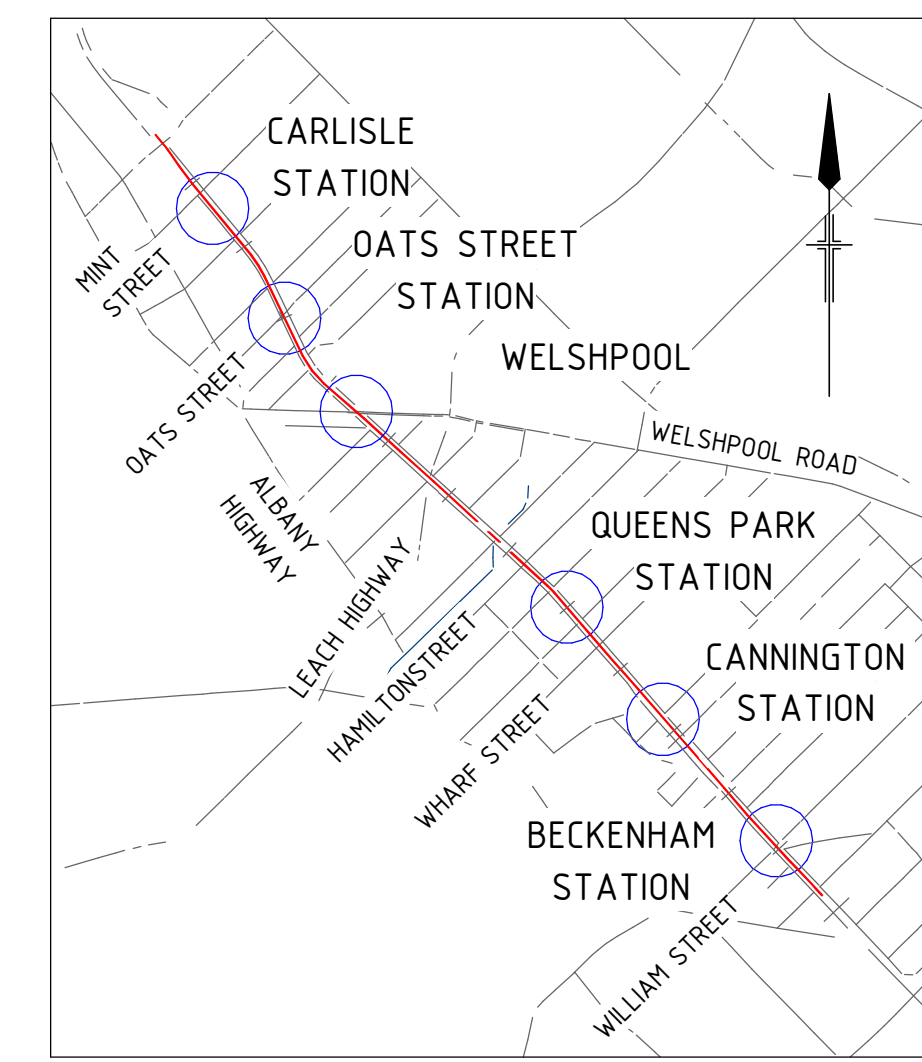 CARLISLE
STATION
OATS STREET
STATION
MINT
STREET
WELSHPOOL
OATS STREET
WELSHPOOL ROAD
ALBANY
HIGHWAY
QUEENS PARK
STATION
LEACH HIGHWAY
HAMILTONSTREET
CANNINGTON
STATION
WHARF STREET
BECKENHAM
STATION
WILLIAM STREET